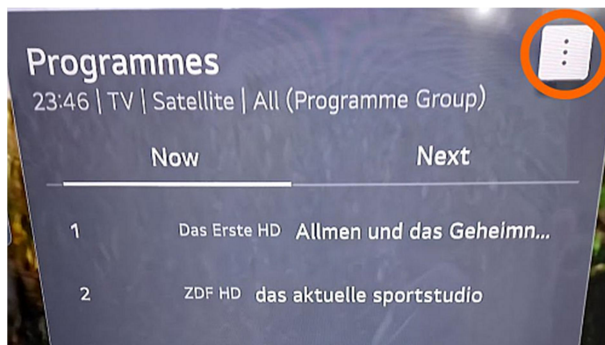 Programmes
23:46 | TV | Satellite | All (Programme Group)
Now Next
1 Das Erste HD Allmen und das Geheimn...
2 ZDF HD das aktuelle sportstudio